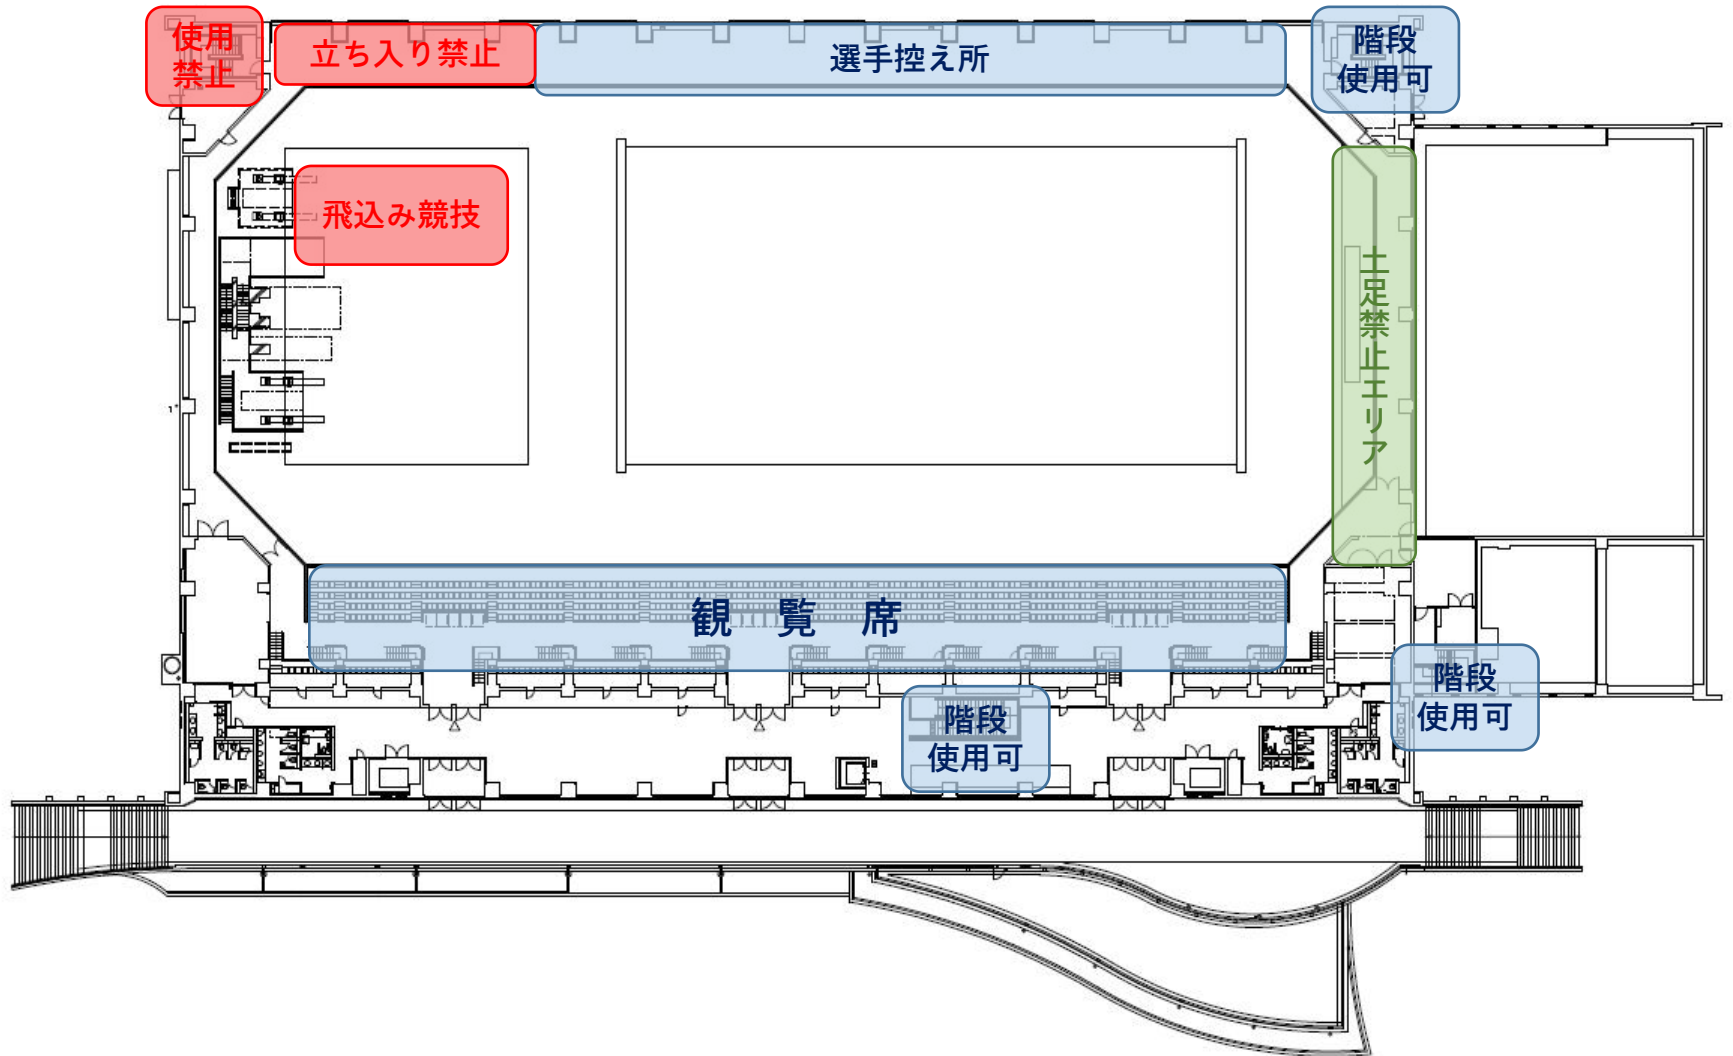 使用
禁止
立ち入り禁止
選手控え所
階段
使用可
飛込み競技
土足禁止エリア
観 覧 席
階段
使用可
階段
使用可